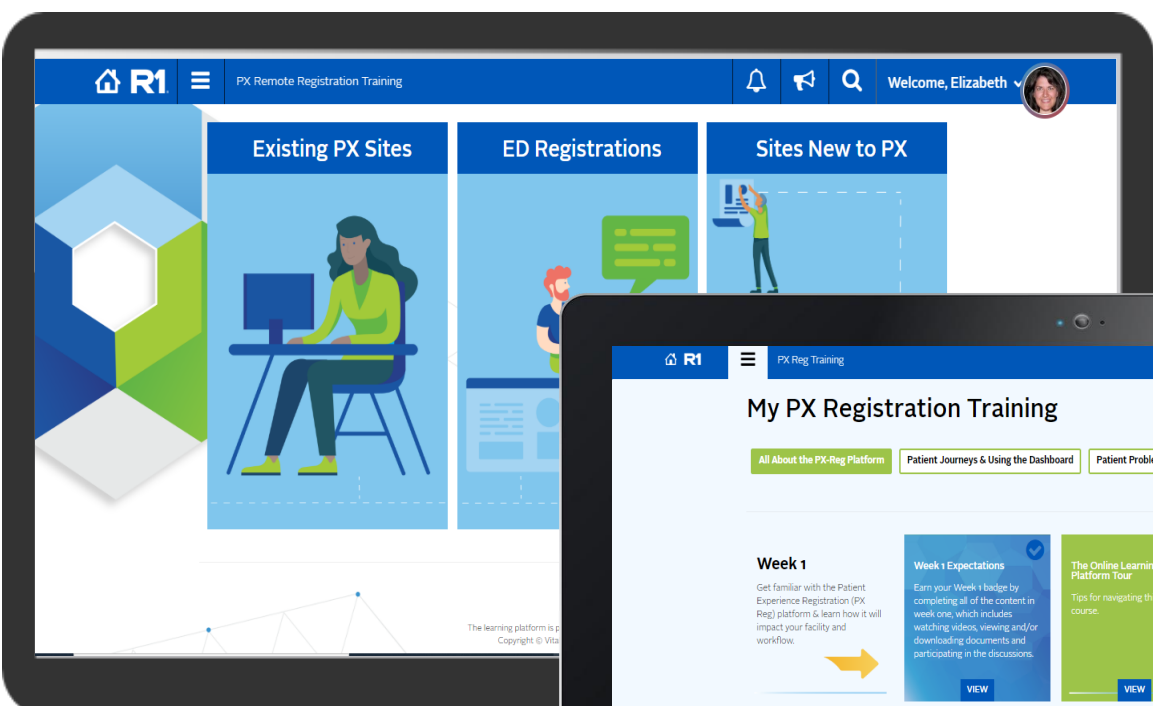 R1
PX Remote Registration Training
Welcome, Elizabeth
Existing PX Sites
ED Registrations
Sites New to PX
The learning platform is
Copyright ©
R1
PX Reg Training
My PX Registration Training
All About the PX-Reg Platform
Patient Journeys & Using the Dashboard
Patient
Week 1
Get familiar with the Patient
Experience Registration (PX
Reg) platform & learn how it will
impact your facility and
workflow.
Week 1 Expectations
Earn your Week 1 badge by
completing all of the content in
week one, which includes
watching videos, viewing and/or
downloading documents and
participating in the discussions.
VIEW
The Online
Platform Tour
Tips for navigating
course.
VIEW